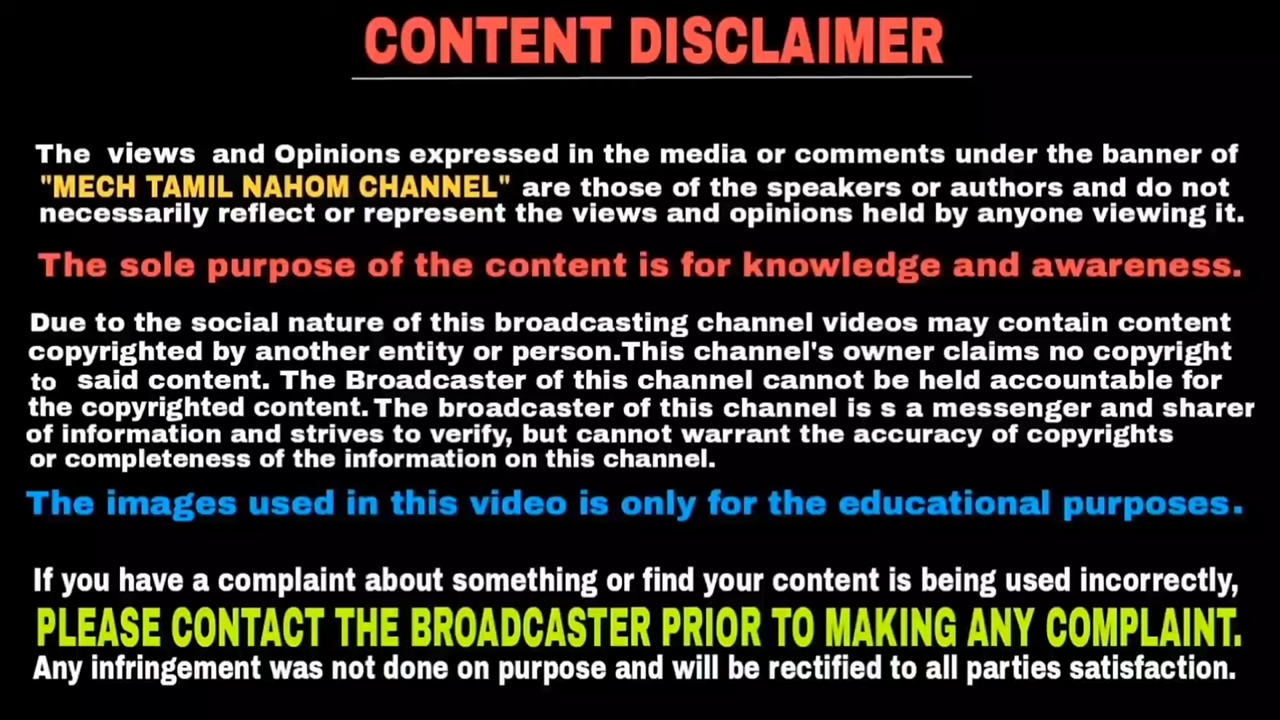 CONTENT DISCLAIMER
The views and Opinions expressed in the media or comments under the banner of
"MECH TAMIL NAHOM CHANNEL" are those of the speakers or authors and do not
necessarily reflect or represent the views and opinions held by anyone viewing it.
The sole purpose of the content is for knowledge and awareness.
Due to the social nature of this broadcasting channel videos may contain content
copyrighted by another entity or person.This channel's owner claims no copyright
to said content. The Broadcaster of this channel cannot be held accountable for
the copyrighted content. The broadcaster of this channel is s a messenger and sharer
of information and strives to verify, but cannot warrant the accuracy of copyrights
or completeness of the information on this channel.
The images used in this video is only for the educational purposes.
If you have a complaint about something or find your content is being used incorrectly,
PLEASE CONTACT THE BROADCASTER PRIOR TO MAKING ANY COMPLAINT.
Any infringement was not done on purpose and will be rectified to all parties satisfaction.